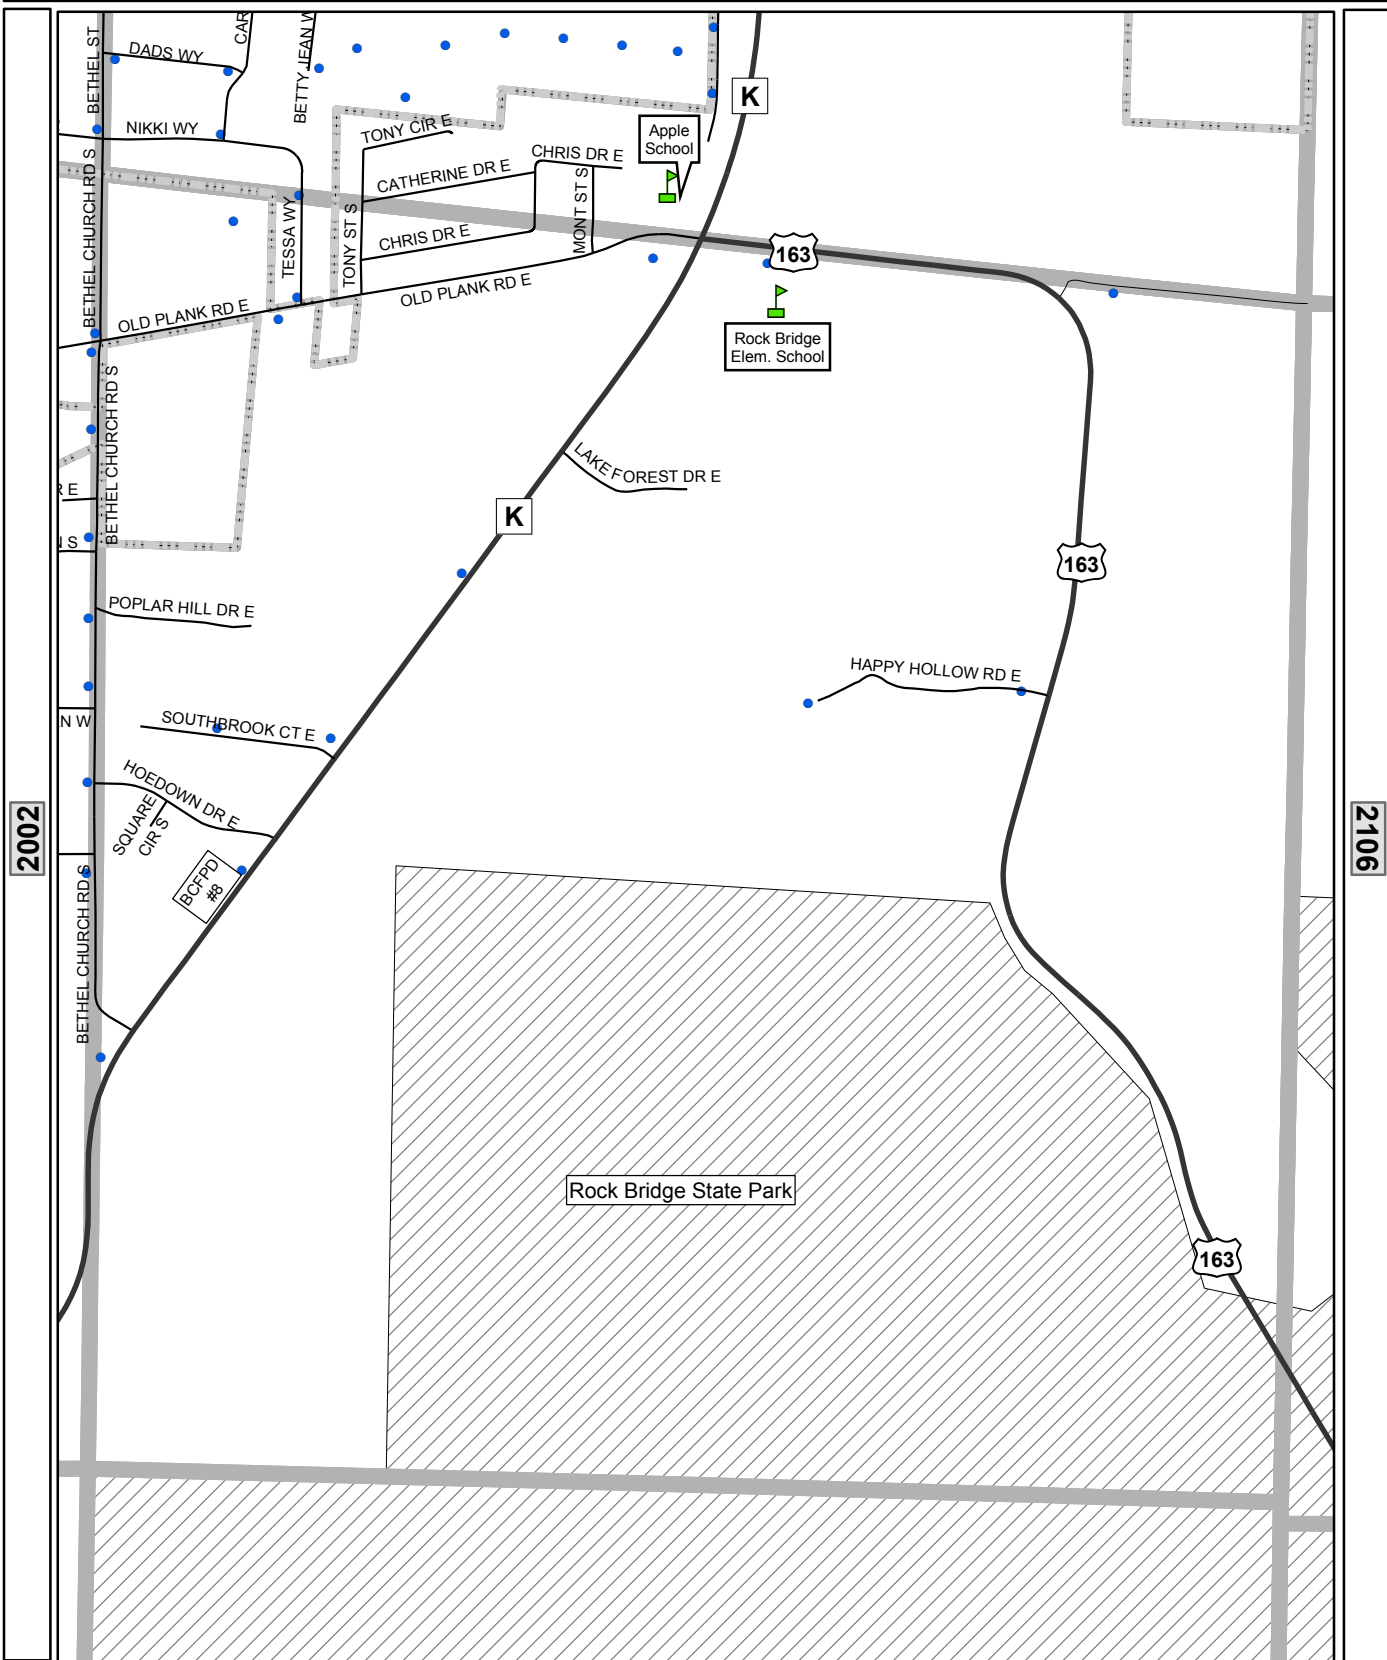 BETHEL ST
DADS WY
CAR
BETTY JEAN W
K
NIKKI WY
TONY CIR E
Apple
School
CHRIS DR E
CATHERINE DR E
BETHEL CHURCH RD S
TESSA WY
TONY ST S
CHRIS DR E
MONT ST S
163
OLD PLANK RD E
OLD PLANK RD E
Rock Bridge
Elem. School
BETHEL CHURCH RD S
LAKE FOREST DR E
R E
K
N S
163
POPLAR HILL DR E
HAPPY HOLLOW RD E
N W
SOUTHBROOK CT E
HOEDOWN DR E
SQUARE
CIR S
2002
2106
BCFPD
#8
BETHEL CHURCH RD S
Rock Bridge State Park
163